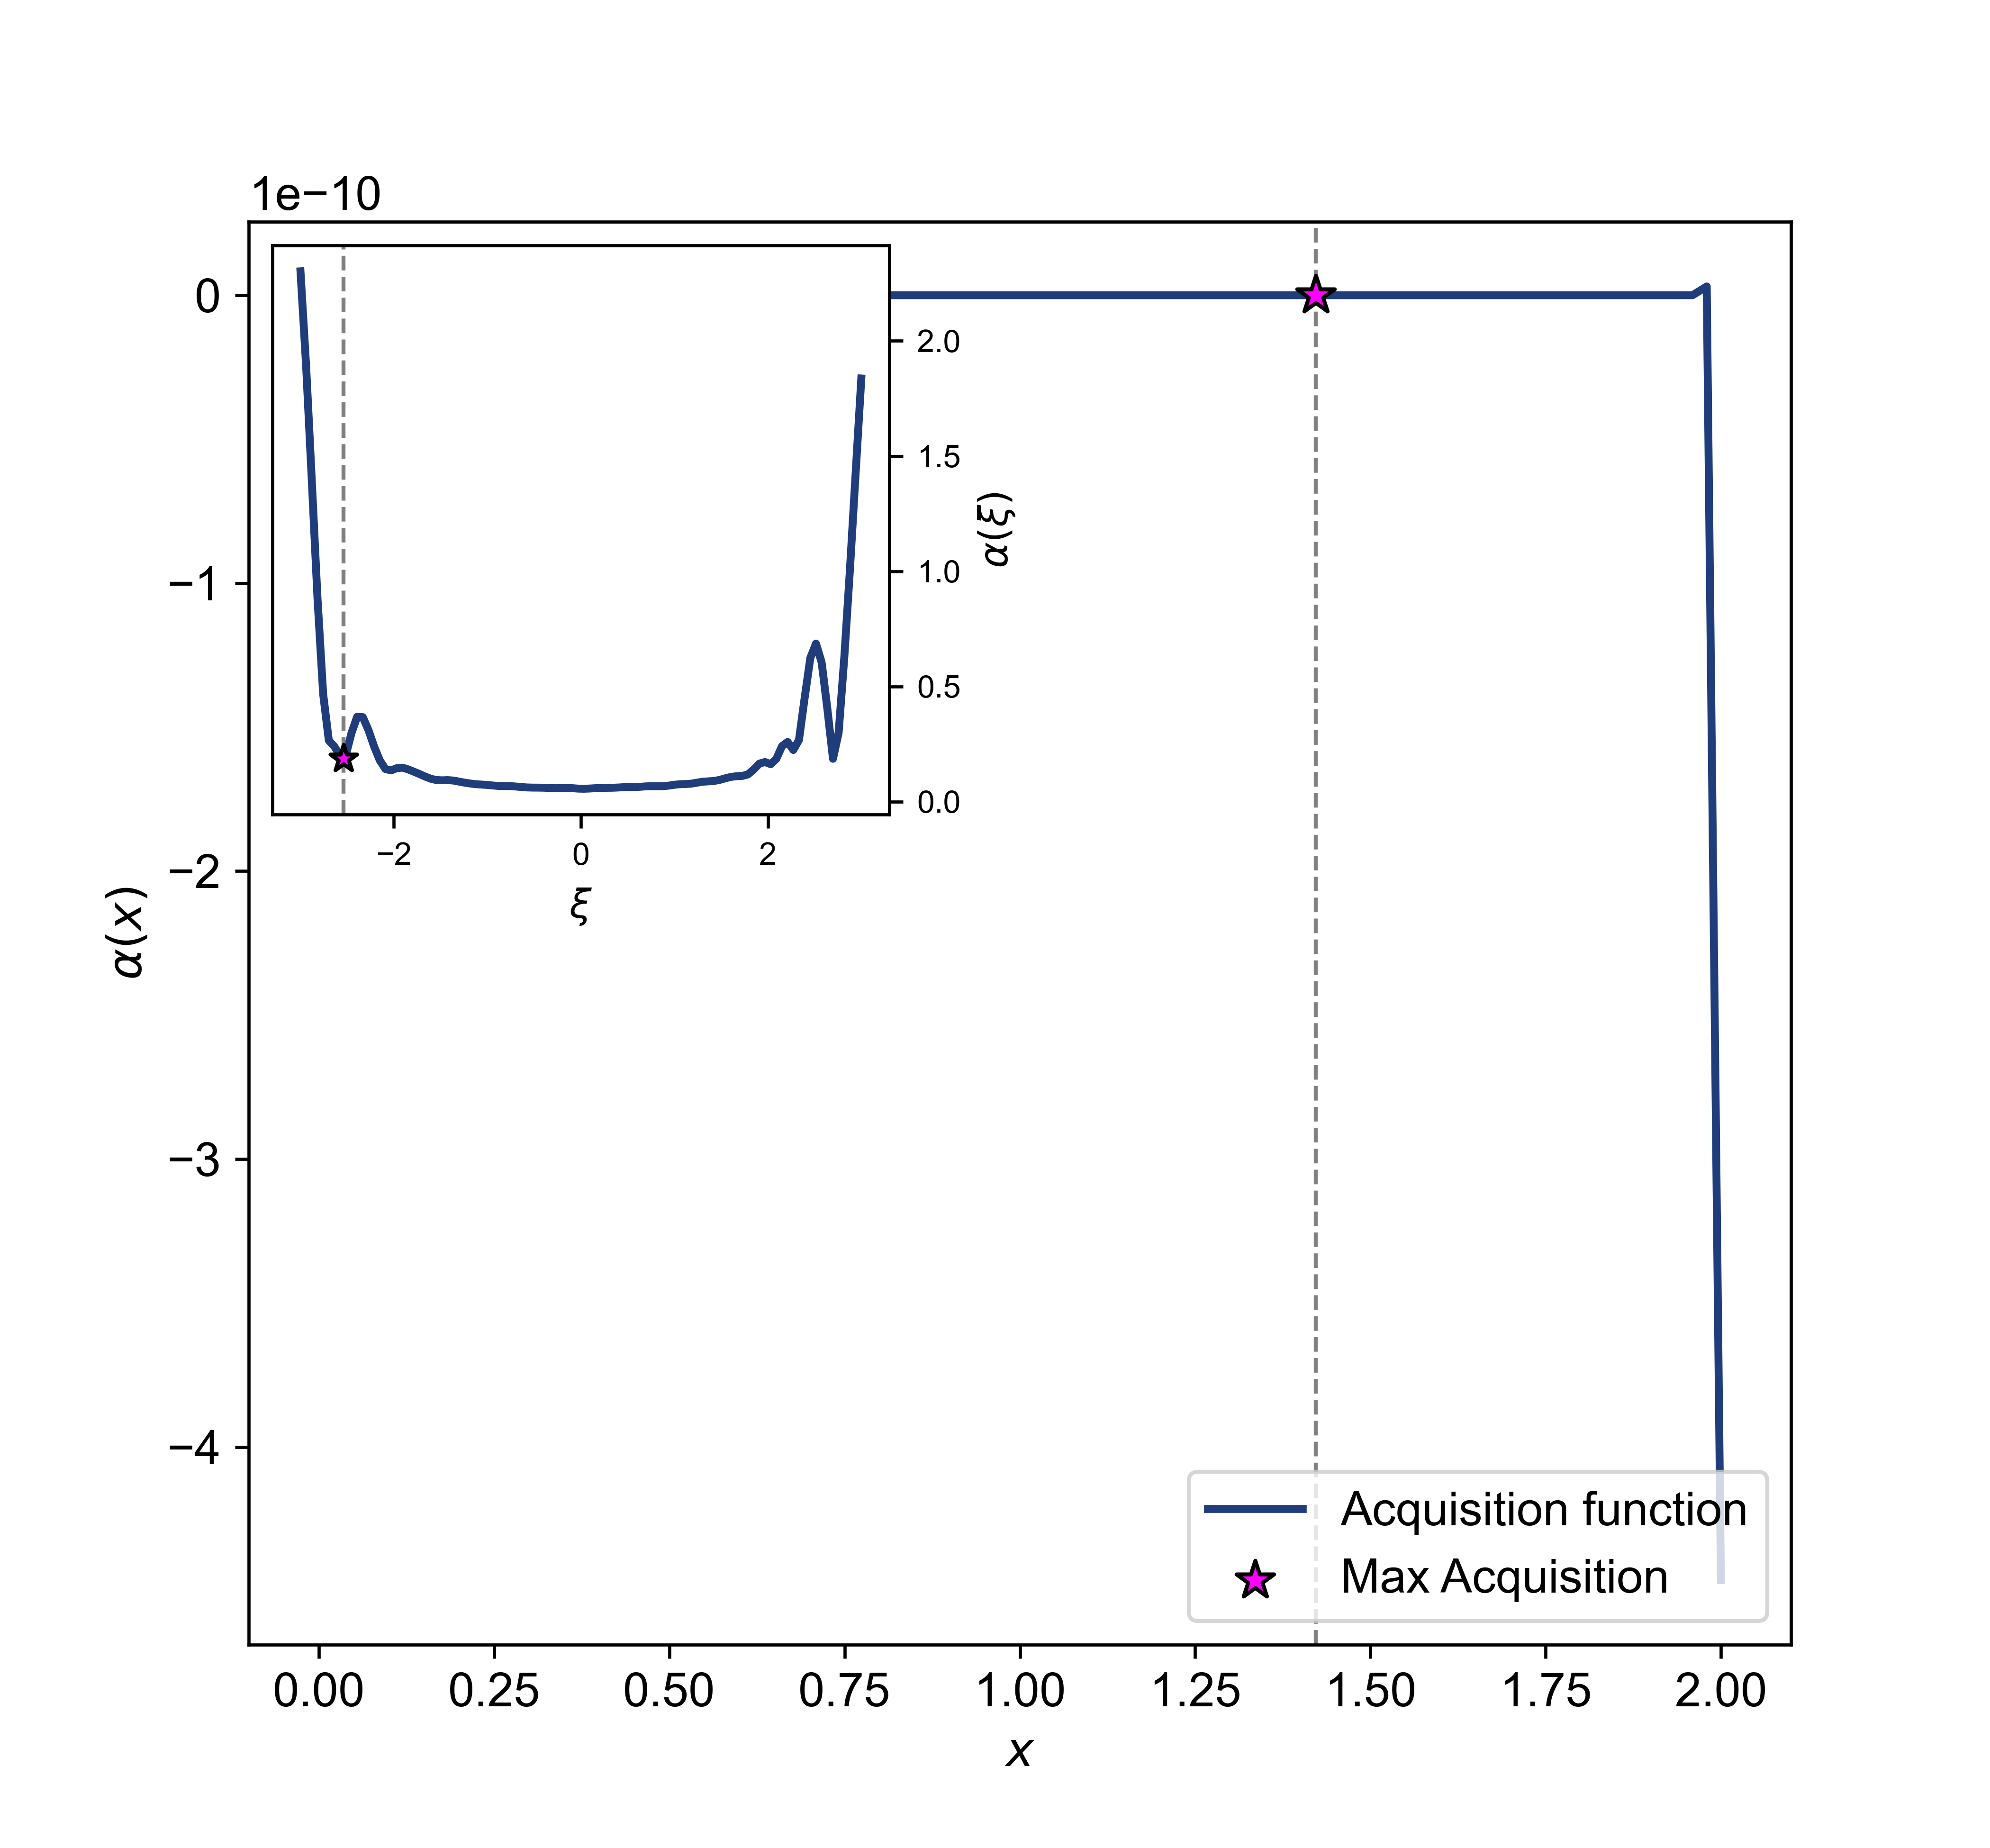 1e−10
0
−1
−2
−3
−4
α(x)
2.0
1.5
1.0
0.5
0.0
α(ξ)
−2 0 2
ξ
Acquisition function
Max Acquisition
0.00 0.25 0.50 0.75 1.00 1.25 1.50 1.75 2.00
x